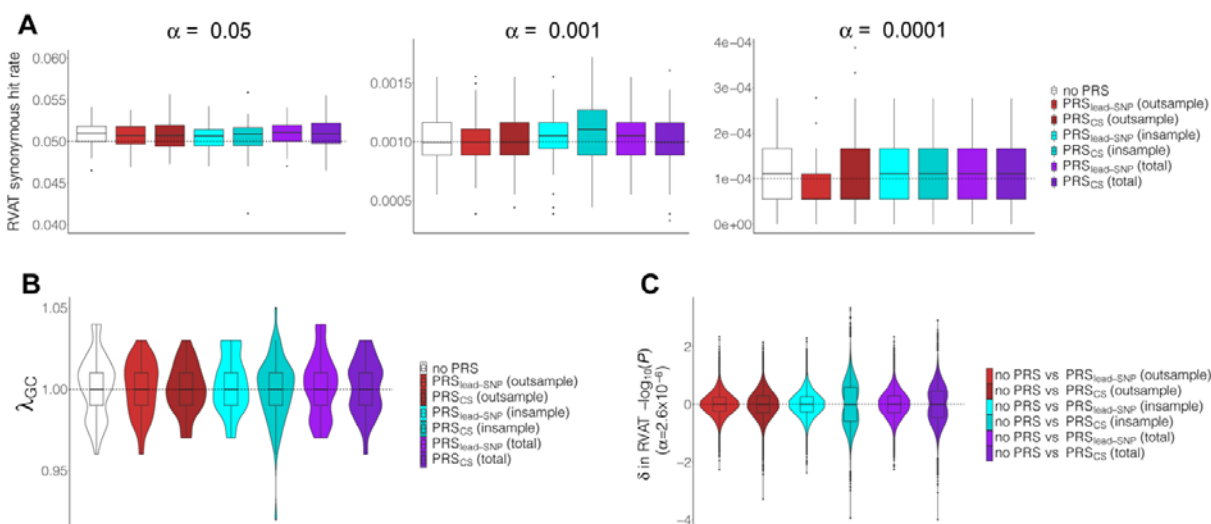 A
α = 0.05
α = 0.001
α = 0.0001
RVAT synonymous hit rate
0.060
0.055
0.050
0.045
0.040
0.0015
0.0010
0.0005
4e-04
3e-04
2e-04
1e-04
0e+00
no PRS
PRSlead-SNP (outsample)
PRSCS (outsample)
PRSlead-SNP (insample)
PRSCS (insample)
PRSlead-SNP (total)
PRSCS (total)
B
λGC
1.05
1.00
0.95
no PRS
PRSlead-SNP (outsample)
PRSCS (outsample)
PRSlead-SNP (insample)
PRSCS (insample)
PRSlead-SNP (total)
PRSCS (total)
C
δ in RVAT -log10(P)
(α=2.6x10-6)
2
0
-2
-4
no PRS vs PRSlead-SNP (outsample)
no PRS vs PRSCS (outsample)
no PRS vs PRSlead-SNP (insample)
no PRS vs PRSCS (insample)
no PRS vs PRSlead-SNP (total)
no PRS vs PRSCS (total)